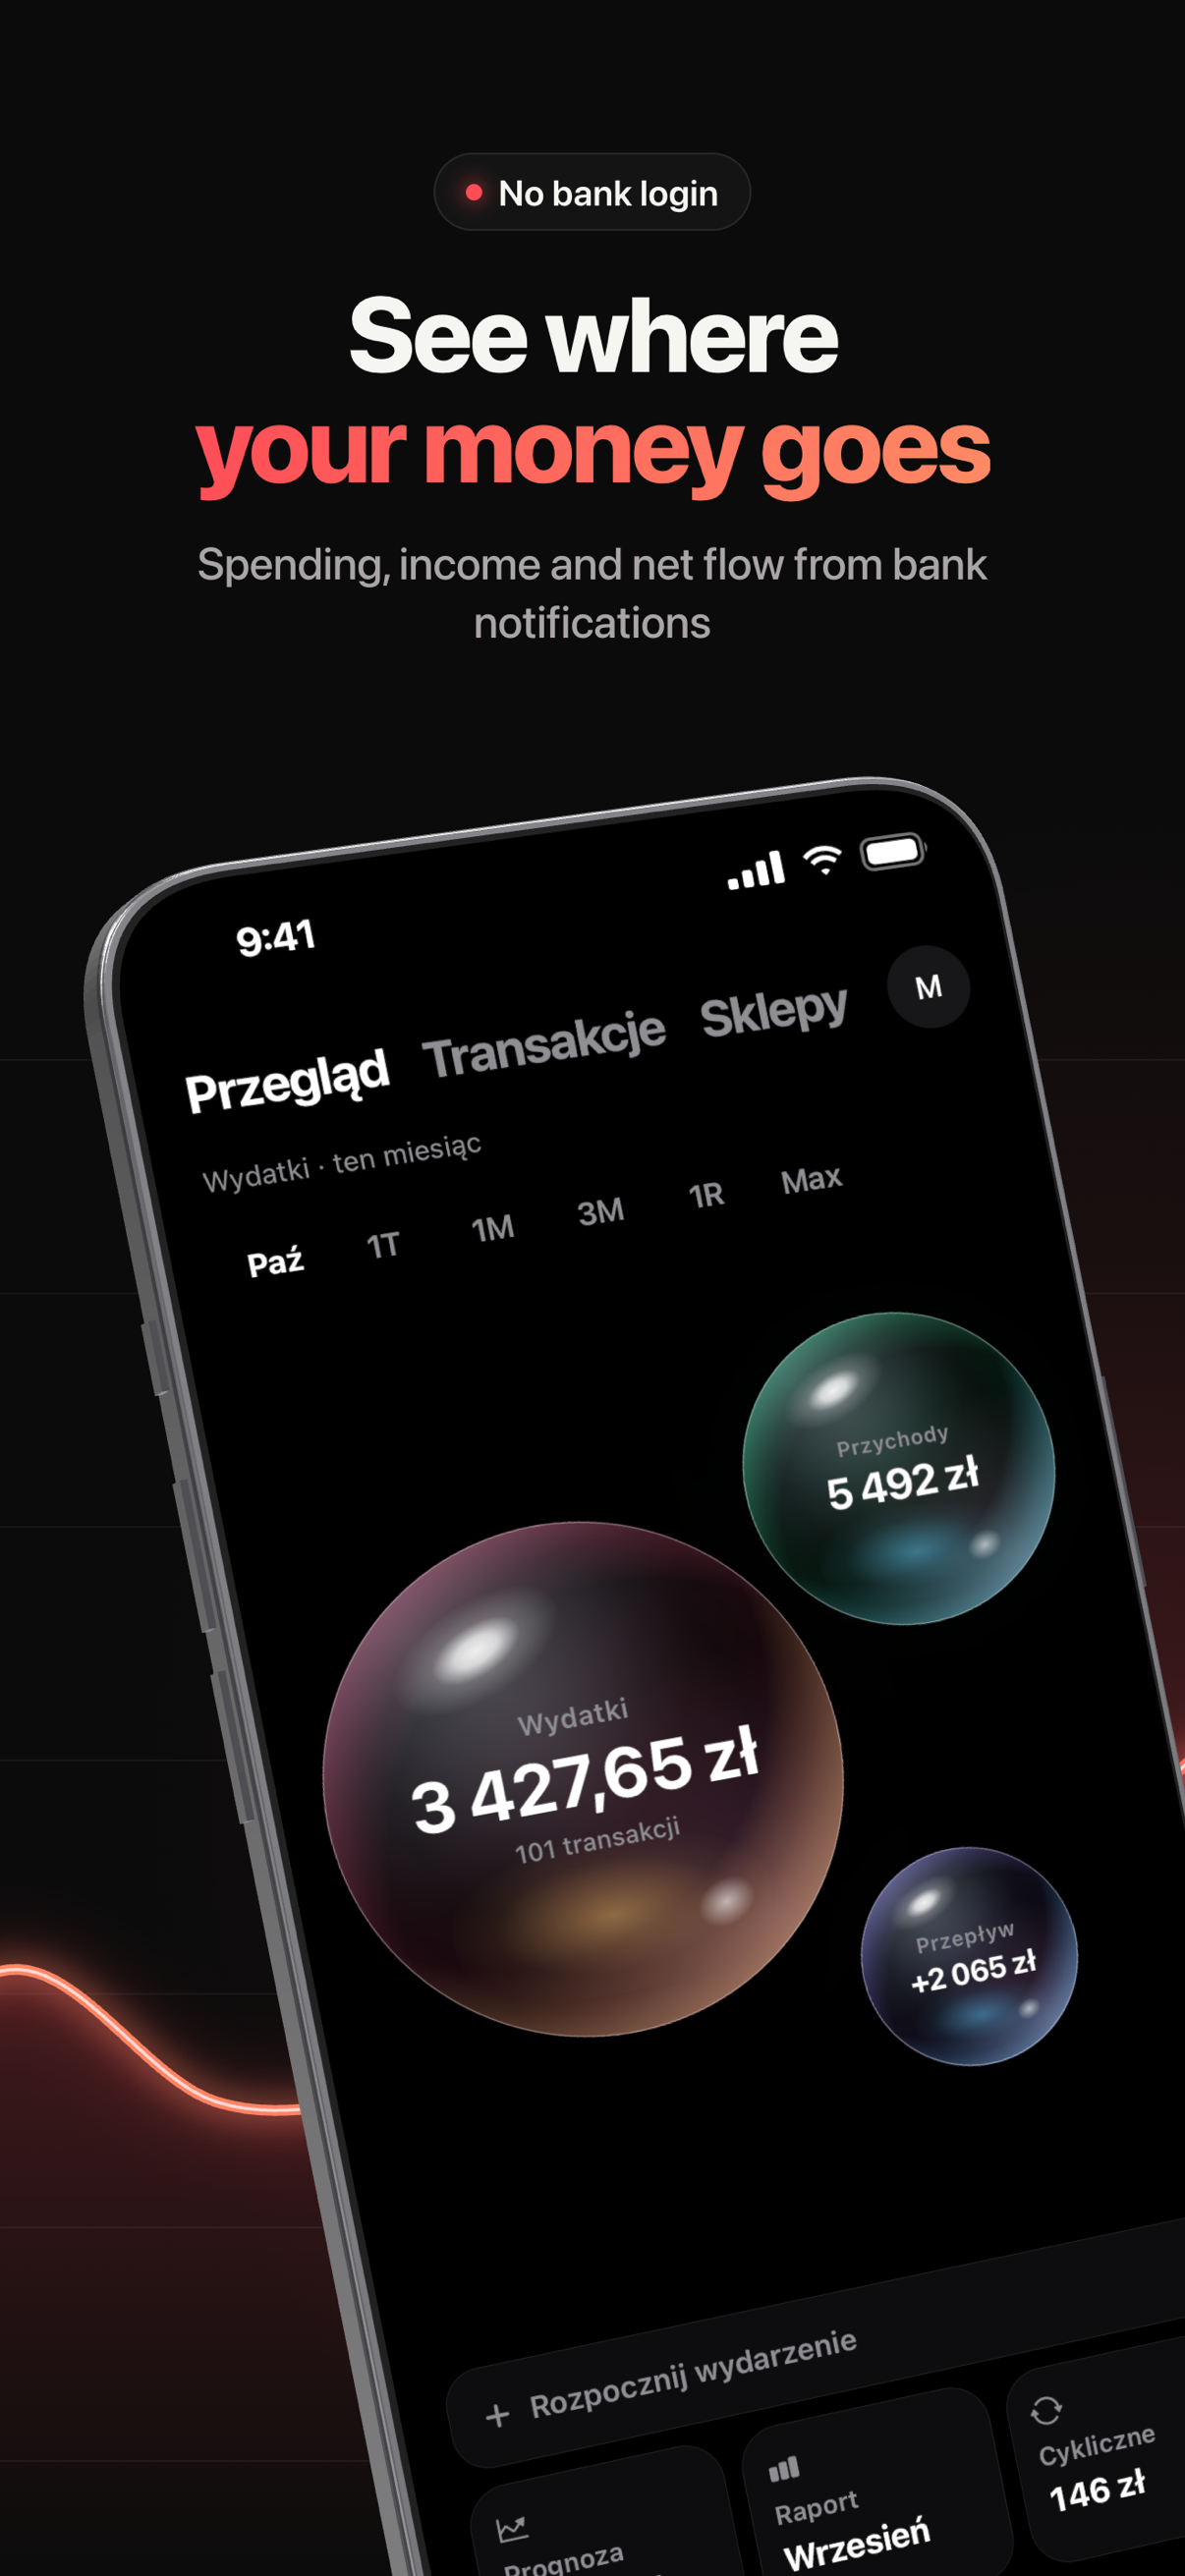 No bank login
See where
your money goes
Spending, income and net flow from bank
notifications
9:41
Przegląd Transakcje Sklepy M
Wydatki · ten miesiąc
Paź 1T 1M 3M 1R Max
Przychody
5 492 zł
Wydatki
3 427,65 zł
101 transakcji
Przepływ
+2 065 zł
+ Rozpocznij wydarzenie
Prognoza
Raport
Wrzesień
Cykliczne
146 zł